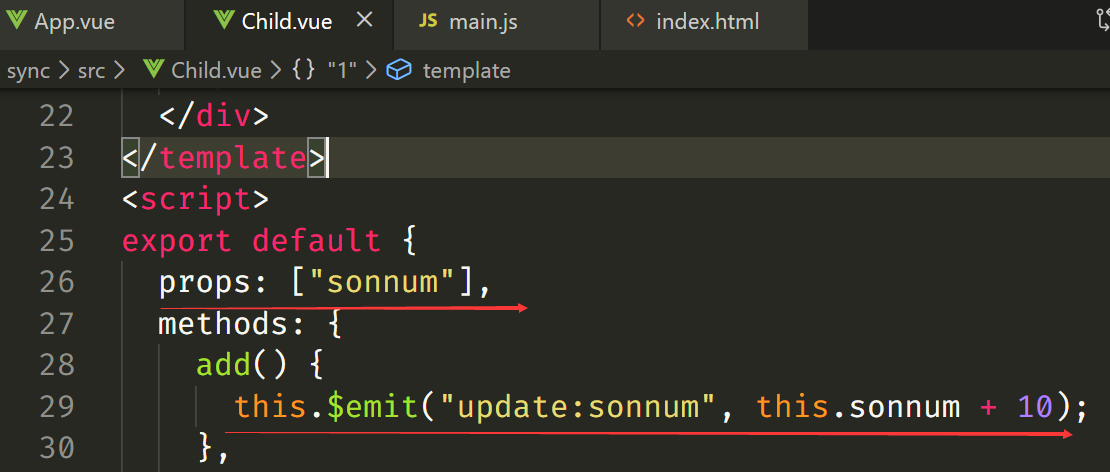 App.vue Child.vue × JS main.js <> index.html
sync > src > Child.vue > {} "1" > template
22 </div>
23 </template>
24 <script>
25 export default {
26 props: ["sonnum"],
27 methods: {
28 add() {
29 this.$emit("update:sonnum", this.sonnum + 10);
30 },